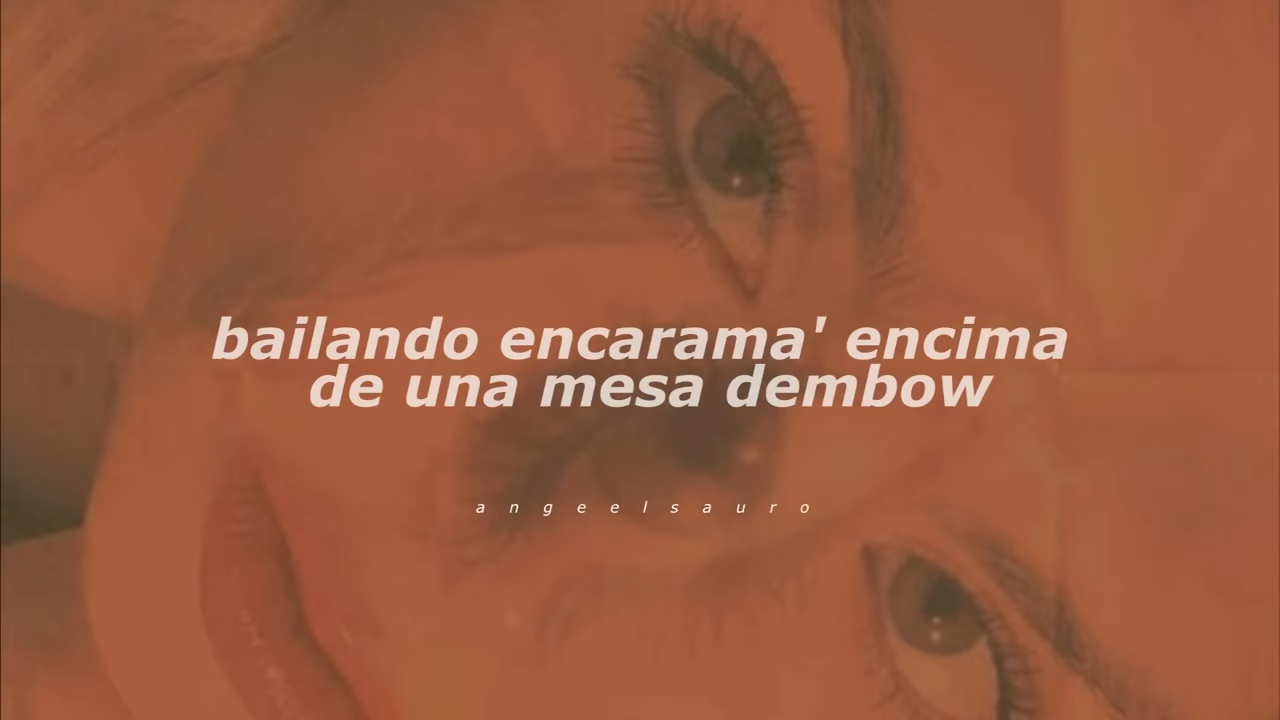 bailando encarama' encima
de una mesa dembow
a n g e e l s a u r o